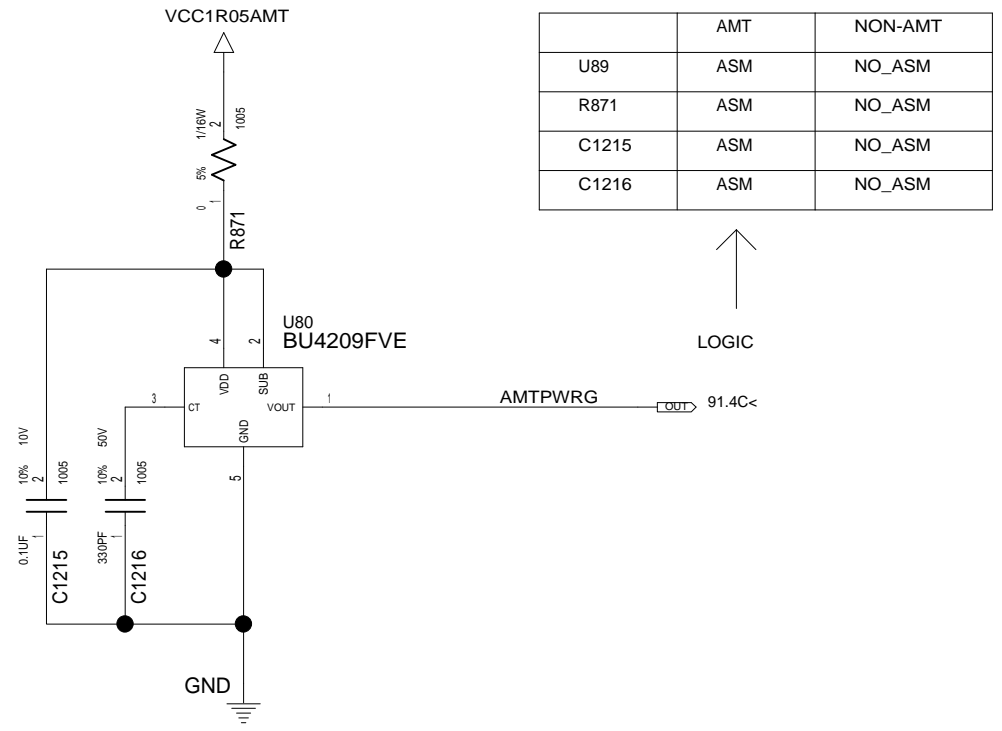 VCC1R05AMT
AMT NON-AMT
U89 ASM NO_ASM
R871 ASM NO_ASM
C1215 ASM NO_ASM
C1216 ASM NO_ASM
LOGIC
1/16W
2
1005
5%
0
1
R871
U80
BU4209FVE
4
2
VDD
SUB
3
CT
VOUT
1
GND
5
AMTPWRG
OUT
91.4C<
10% 10V
2
1005
0.1UF
1
C1215
10% 50V
2
1005
330PF
1
C1216
GND